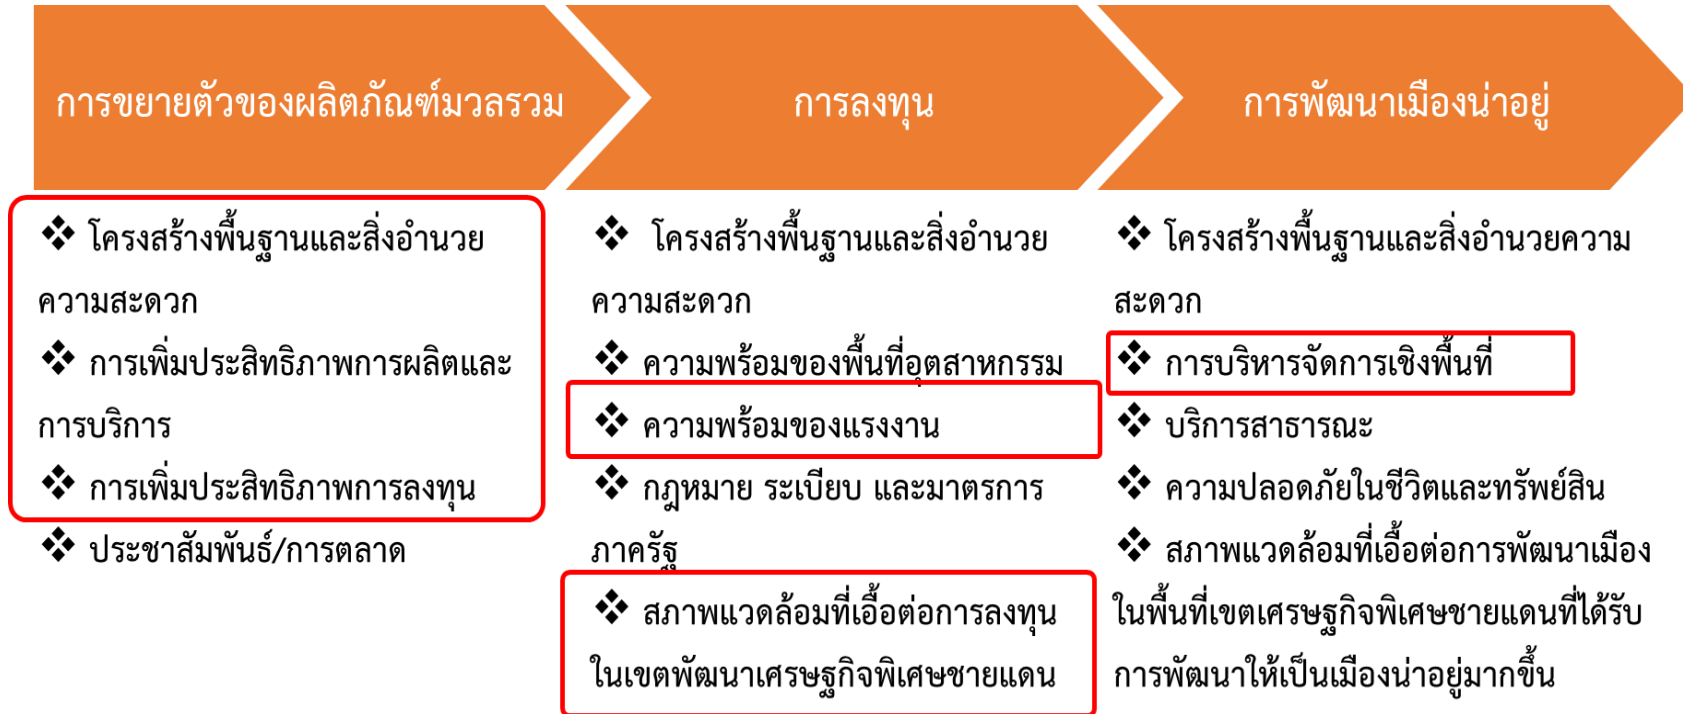 การขยายตัวของผลิตภัณฑ์มวลรวม
❖ โครงสร้างพื้นฐานและสิ่งอำนวย
ความสะดวก
❖ การเพิ่มประสิทธิภาพการผลิตและ
การบริการ
❖ การเพิ่มประสิทธิภาพการลงทุน
❖ ประชาสัมพันธ์/การตลาด
การลงทุน
❖ โครงสร้างพื้นฐานและสิ่งอำนวย
ความสะดวก
❖ ความพร้อมของพื้นที่อุตสาหกรรม
❖ ความพร้อมของแรงงาน
❖ กฎหมาย ระเบียบ และมาตรการ
ภาครัฐ
❖ สภาพแวดล้อมที่เอื้อต่อการลงทุน
ในเขตพัฒนาเศรษฐกิจพิเศษชายแดน
การพัฒนาเมืองน่าอยู่
❖ โครงสร้างพื้นฐานและสิ่งอำนวยความ
สะดวก
❖ การบริหารจัดการเชิงพื้นที่
❖ บริการสาธารณะ
❖ ความปลอดภัยในชีวิตและทรัพย์สิน
❖ สภาพแวดล้อมที่เอื้อต่อการพัฒนาเมือง
ในพื้นที่เขตเศรษฐกิจพิเศษชายแดนที่ได้รับ
การพัฒนาให้เป็นเมืองน่าอยู่มากขึ้น